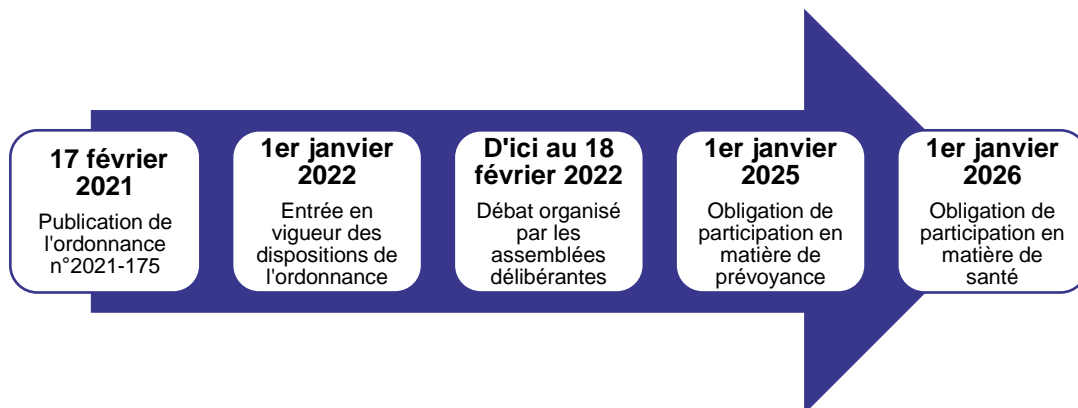 17 février
2021
Publication de
l'ordonnance
n°2021-175
1er janvier
2022
Entrée en
vigueur des
dispositions de
l'ordonnance
D'ici au 18
février 2022
Débat organisé
par les
assemblées
délibérantes
1er janvier
2025
Obligation de
participation en
matière de
prévoyance
1er janvier
2026
Obligation de
participation en
matière de
santé